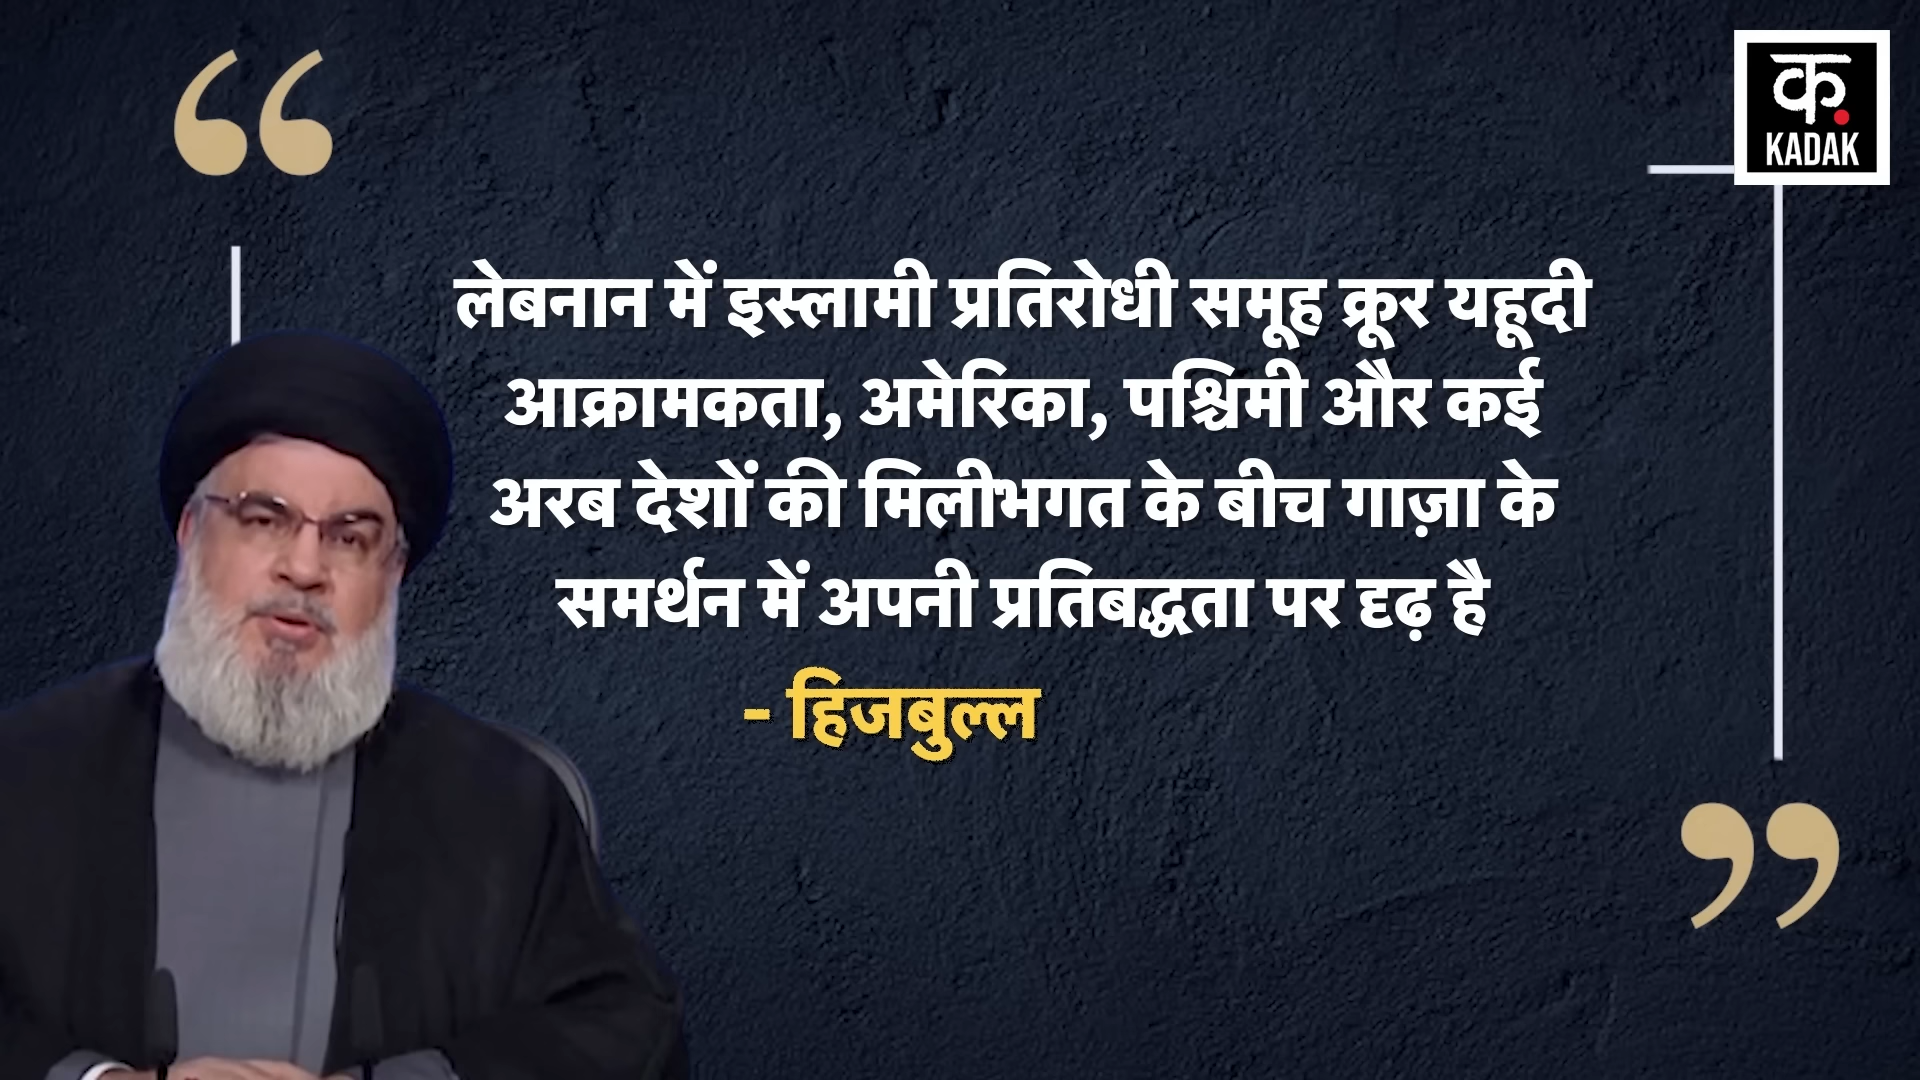 क
KADAK
लेबनान में इस्लामी प्रतिरोधी समूह क्रूर यहूदी
आक्रामकता, अमेरिका, पश्चिमी और कई
अरब देशों की मिलीभगत के बीच गाज़ा के
समर्थन में अपनी प्रतिबद्धता पर दृढ़ है
- हिजबुल्ल